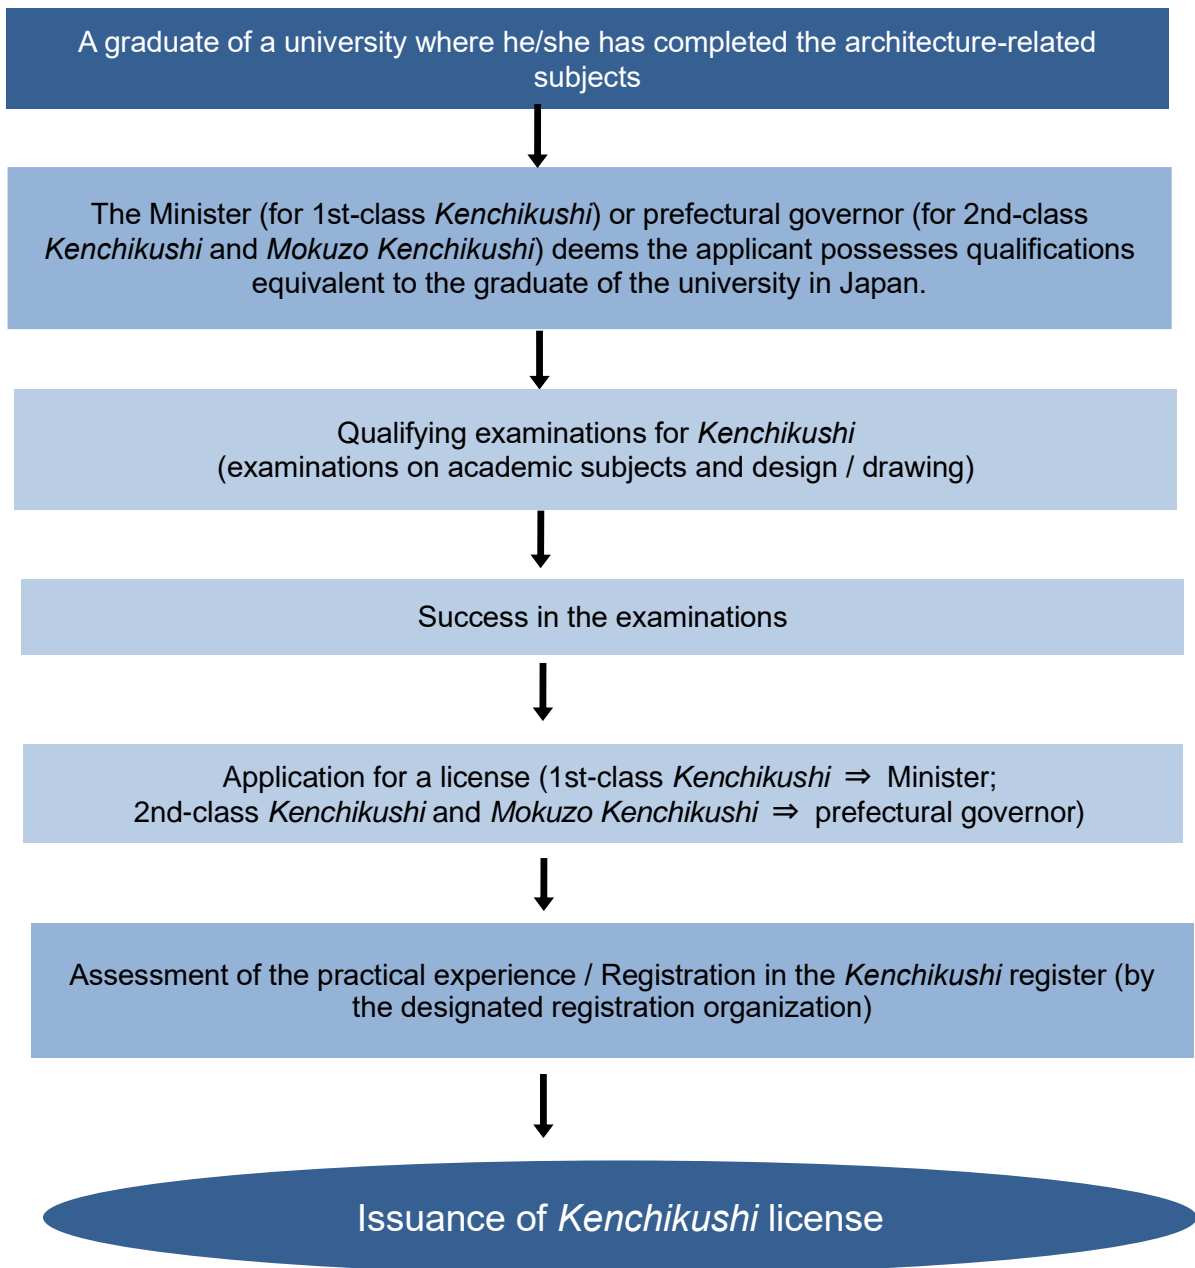 A graduate of a university where he/she has completed the architecture-related
subjects
The Minister (for 1st-class Kenchikushi) or prefectural governor (for 2nd-class
Kenchikushi and Mokuzo Kenchikushi) deems the applicant possesses qualifications
equivalent to the graduate of the university in Japan.
Qualifying examinations for Kenchikushi
(examinations on academic subjects and design / drawing)
Success in the examinations
Application for a license (1st-class Kenchikushi ⇒ Minister;
2nd-class Kenchikushi and Mokuzo Kenchikushi ⇒ prefectural governor)
Assessment of the practical experience / Registration in the Kenchikushi register (by
the designated registration organization)
Issuance of Kenchikushi license